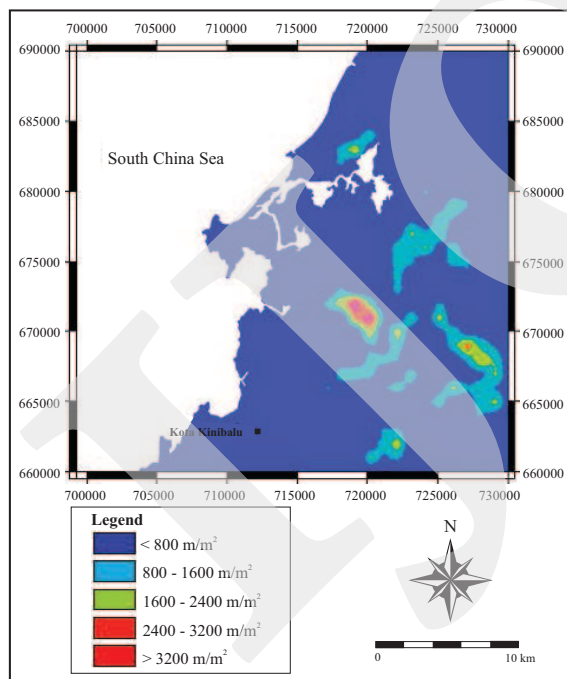 700000 705000 710000 715000 720000 725000 730000
690000 690000
685000 685000
South China Sea
680000 680000
675000 675000
670000 670000
665000 665000
Kota Kinibalu
660000 660000
700000 705000 710000 715000 720000 725000 730000
Legend
< 800 m/m²
800 - 1600 m/m²
1600 - 2400 m/m²
2400 - 3200 m/m²
> 3200 m/m²
N
0 10 km